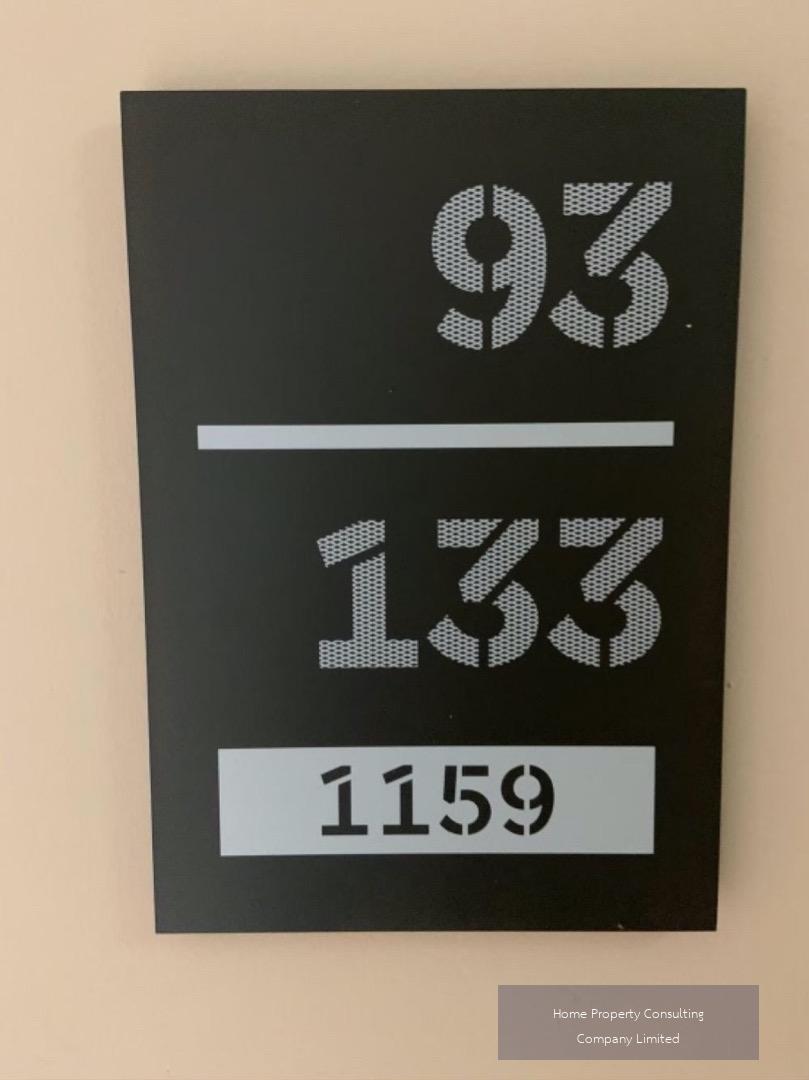 93
133
1159
Home Property Consulting
Company Limited